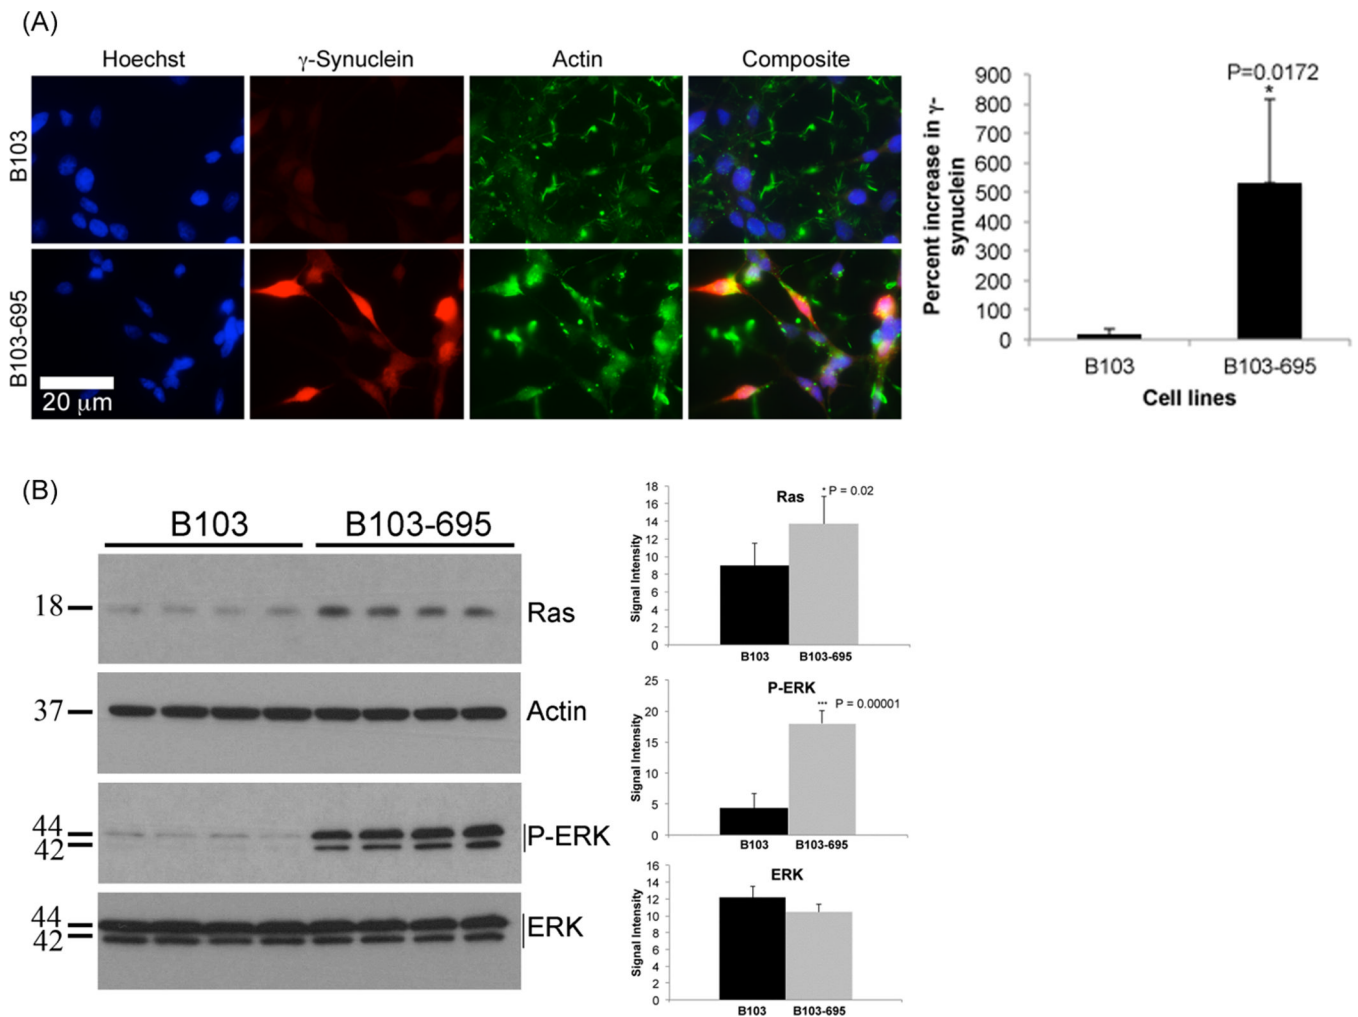 (A)
Hoechst
γ-Synuclein
Actin
Composite
B103
B103-695
20 μm
P=0.0172
*
900
800
700
600
500
400
300
200
100
0
Percent increase in γ-
synuclein
B103
B103-695
Cell lines
(B)
B103
B103-695
18
Ras
37
Actin
44
42
P-ERK
44
42
ERK
Ras
* P = 0.02
18
16
14
12
10
8
6
4
2
0
Signal Intensity
B103
B103-695
P-ERK
*** P = 0.00001
25
20
15
10
5
0
Signal Intensity
B103
B103-695
ERK
16
14
12
10
8
6
4
2
0
Signal Intensity
B103
B103-695